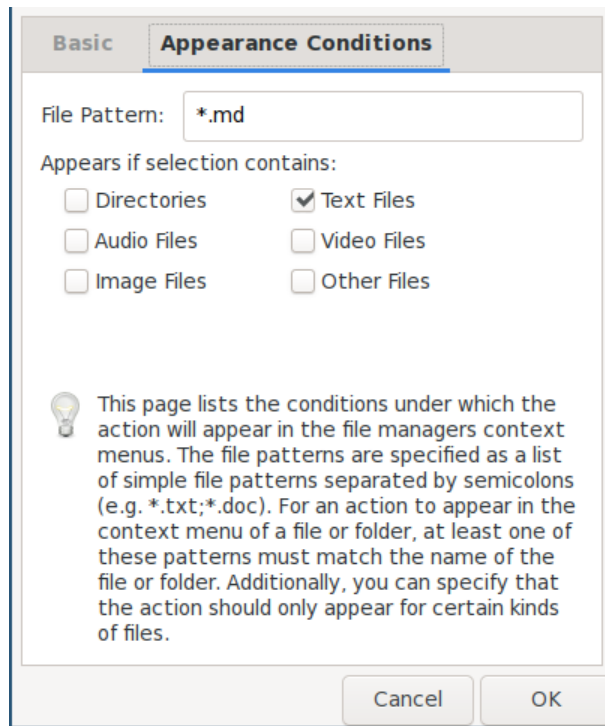 Basic Appearance Conditions
File Pattern: *.md
Appears if selection contains:
Directories Text Files
Audio Files Video Files
Image Files Other Files
This page lists the conditions under which the
action will appear in the file managers context
menus. The file patterns are specified as a list
of simple file patterns separated by semicolons
(e.g. *.txt;*.doc). For an action to appear in the
context menu of a file or folder, at least one of
these patterns must match the name of the
file or folder. Additionally, you can specify that
the action should only appear for certain kinds
of files.
Cancel OK